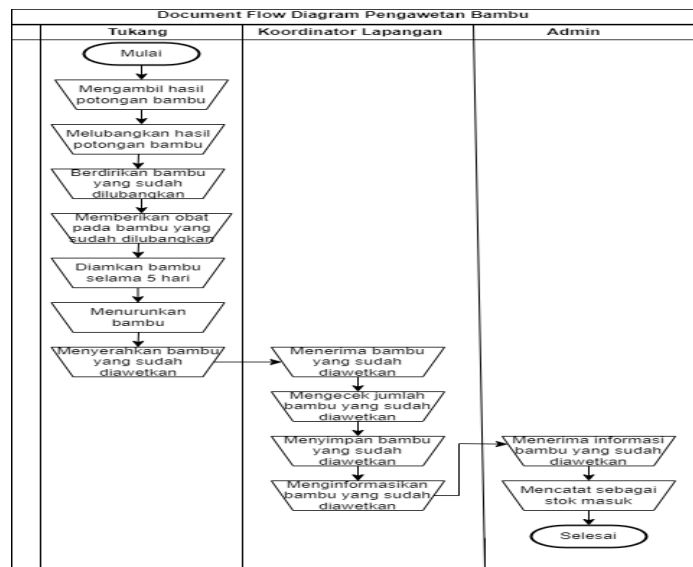 Document Flow Diagram Pengawetan Bambu
Tukang
Koordinator Lapangan
Admin
Mulai
Mengambil hasil
potongan bambu
Melubangkan hasil
potongan bambu
Berdirikan bambu
yang sudah
dilubangkan
Memberikan obat
pada bambu yang
sudah dilubangkan
Diamkan bambu
selama 5 hari
Menurunkan
bambu
Menyerahkan bambu
yang sudah
diawetkan
Menerima bambu
yang sudah
diawetkan
Mengecek jumlah
bambu yang sudah
diawetkan
Menyimpan bambu
yang sudah
diawetkan
Menginformasikan
bambu yang sudah
diawetkan
Menerima informasi
bambu yang sudah
diawetkan
Mencatat sebagai
stok masuk
Selesai